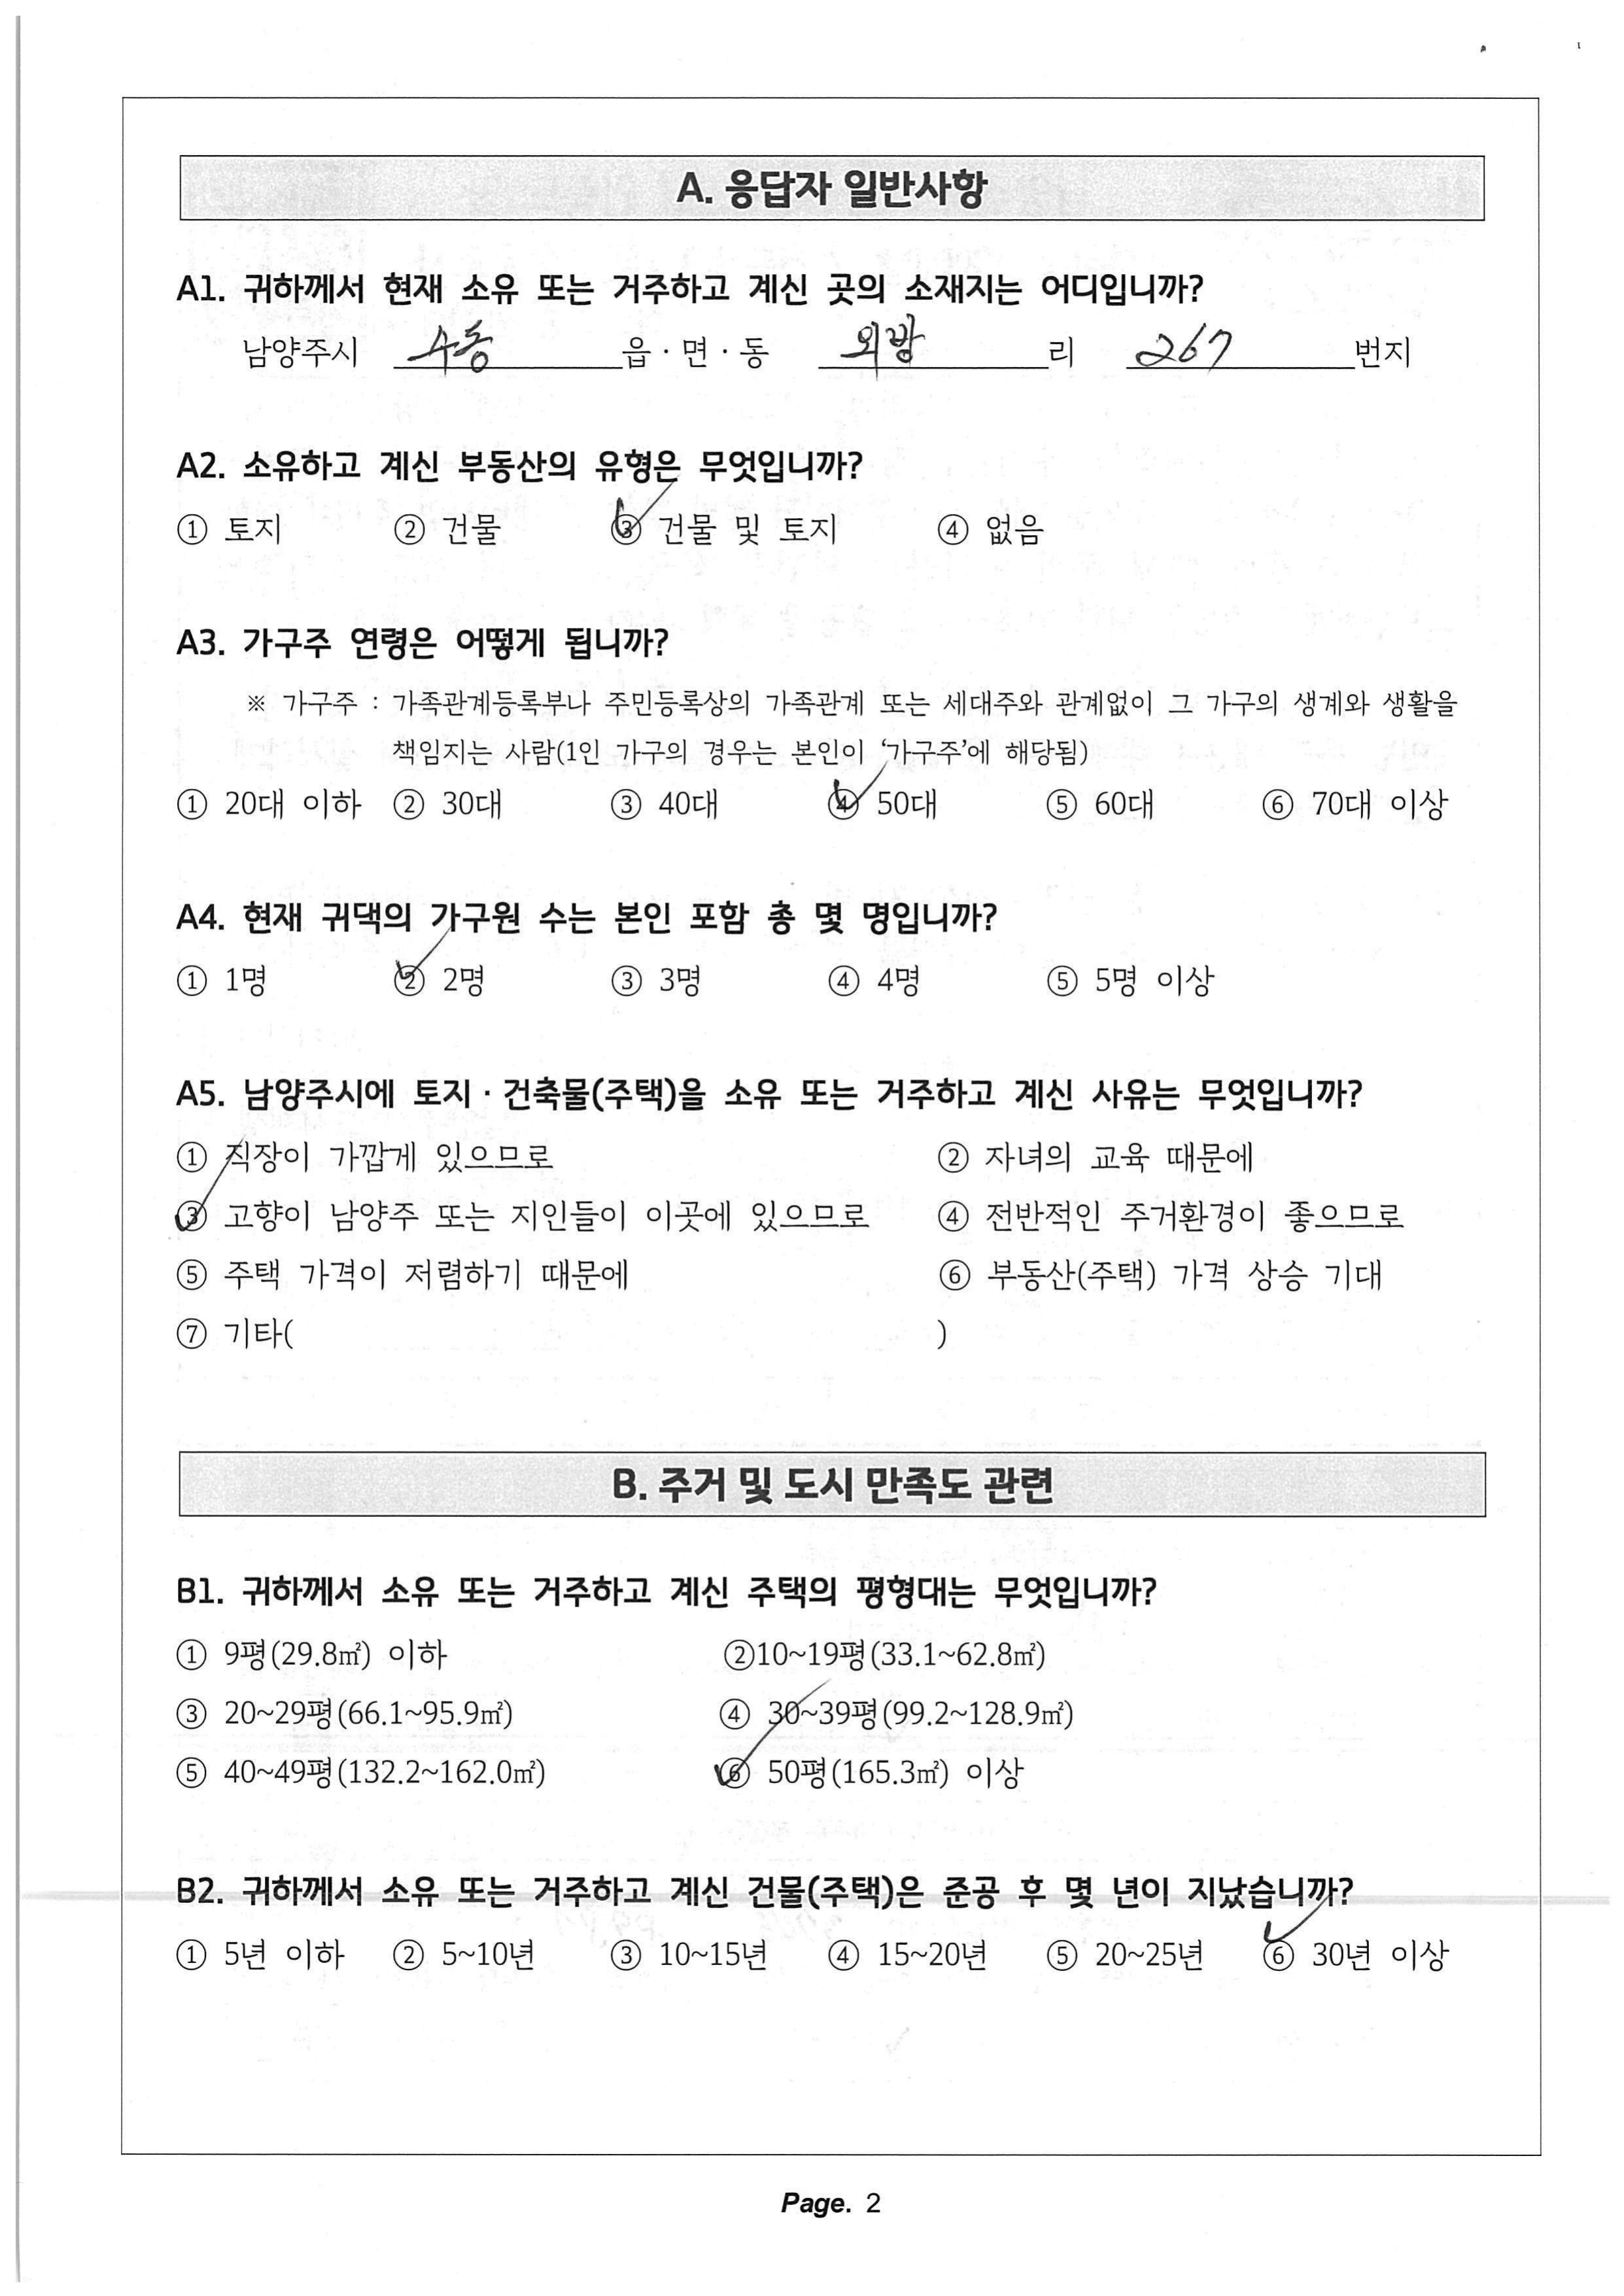 A. 응답자 일반사항
A1. 귀하께서 현재 소유 또는 거주하고 계신 곳의 소재지는 어디입니까?
남양주시 수동 읍·면·동 외방 리 267 번지
A2. 소유하고 계신 부동산의 유형은 무엇입니까?
① 토지 ② 건물 ③ 건물 및 토지 ④ 없음
A3. 가구주 연령은 어떻게 됩니까?
※ 가구주 : 가족관계등록부나 주민등록상의 가족관계 또는 세대주와 관계없이 그 가구의 생계와 생활을
책임지는 사람(1인 가구의 경우는 본인이 ‘가구주’에 해당됨)
① 20대 이하 ② 30대 ③ 40대 ④ 50대 ⑤ 60대 ⑥ 70대 이상
A4. 현재 귀댁의 가구원 수는 본인 포함 총 몇 명입니까?
① 1명 ② 2명 ③ 3명 ④ 4명 ⑤ 5명 이상
A5. 남양주시에 토지·건축물(주택)을 소유 또는 거주하고 계신 사유는 무엇입니까?
① 직장이 가깝게 있으므로 ② 자녀의 교육 때문에
③ 고향이 남양주 또는 지인들이 이곳에 있으므로 ④ 전반적인 주거환경이 좋으므로
⑤ 주택 가격이 저렴하기 때문에 ⑥ 부동산(주택) 가격 상승 기대
⑦ 기타( )
B. 주거 및 도시 만족도 관련
B1. 귀하께서 소유 또는 거주하고 계신 주택의 평형대는 무엇입니까?
① 9평(29.8㎡) 이하 ②10~19평(33.1~62.8㎡)
③ 20~29평(66.1~95.9㎡) ④ 30~39평(99.2~128.9㎡)
⑤ 40~49평(132.2~162.0㎡) ⑥ 50평(165.3㎡) 이상
B2. 귀하께서 소유 또는 거주하고 계신 건물(주택)은 준공 후 몇 년이 지났습니까?
① 5년 이하 ② 5~10년 ③ 10~15년 ④ 15~20년 ⑤ 20~25년 ⑥ 30년 이상
Page. 2